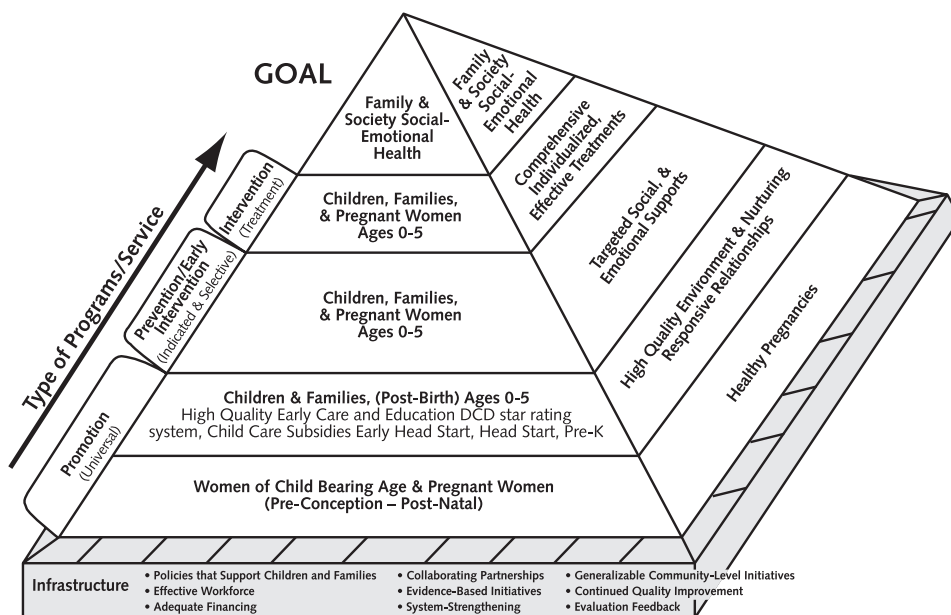 GOAL
Family &
Society Social-
Emotional
Health
Children, Families,
& Pregnant Women
Ages 0-5
Children, Families,
& Pregnant Women
Ages 0-5
Children & Families, (Post-Birth) Ages 0-5
High Quality Early Care and Education DCD star rating
system, Child Care Subsidies Early Head Start, Head Start, Pre-K
Women of Child Bearing Age & Pregnant Women
(Pre-Conception – Post-Natal)
Type of Programs/Service
Intervention
(Treatment)
Prevention/Early
Intervention
(Indicated & Selective)
Promotion
(Universal)
Family
& Society
Social-
Emotional
Health
Comprehensive
Individualized,
Effective Treatments
Targeted Social, &
Emotional Supports
High Quality Environment & Nurturing
Responsive Relationships
Healthy Pregnancies
Infrastructure
• Policies that Support Children and Families
• Effective Workforce
• Adequate Financing
• Collaborating Partnerships
• Evidence-Based Initiatives
• System-Strengthening
• Generalizable Community-Level Initiatives
• Continued Quality Improvement
• Evaluation Feedback